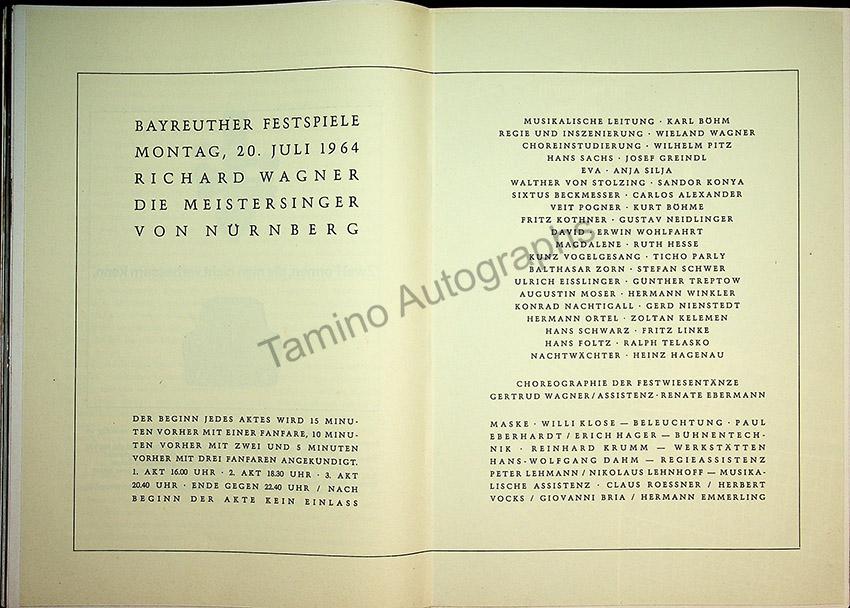 BAYREUTHER FESTSPIELE
MONTAG, 20. JULI 1964
RICHARD WAGNER
DIE MEISTERSINGER
VON NÜRNBERG
DER BEGINN JEDES AKTES WIRD 15 MINU-
TEN VORHER MIT EINER FANFARE, 10 MINU-
TEN VORHER MIT ZWEI UND 5 MINUTEN
VORHER MIT DREI FANFAREN ANGEKÜNDIGT.
1. AKT 16.00 UHR · 2. AKT 18.30 UHR · 3. AKT
20.40 UHR · ENDE GEGEN 22.40 UHR / NACH
BEGINN DER AKTE KEIN EINLASS
MUSIKALISCHE LEITUNG · KARL BÖHM
REGIE UND INSZENIERUNG · WIELAND WAGNER
CHOREINSTUDIERUNG · WILHELM PITZ
HANS SACHS · JOSEF GREINDL
EVA · ANJA SILJA
WALTHER VON STOLZING · SANDOR KONYA
SIXTUS BECKMESSER · CARLOS ALEXANDER
VEIT POGNER · KURT BÖHME
FRITZ KOTHNER · GUSTAV NEIDLINGER
DAVID · ERWIN WOHLFAHRT
MAGDALENE · RUTH HESSE
KUNZ VOGELGESANG · TICHO PARLY
BALTHASAR ZORN · STEFAN SCHWER
ULRICH EISSLINGER · GÜNTHER TREPTOW
AUGUSTIN MOSER · HERMANN WINKLER
KONRAD NACHTIGALL · GERD NIENSTEDT
HERMANN ORTEL · ZOLTAN KELEMEN
HANS SCHWARZ · FRITZ LINKE
HANS FOLTZ · RALPH TELASKO
NACHTWÄCHTER · HEINZ HAGENAU
CHOREOGRAPHIE DER FESTWIESENTÄNZE
GERTRUD WAGNER/ASSISTENZ · RENATE EBERMANN
MASKE · WILLI KLOSE — BELEUCHTUNG · PAUL
EBERHARDT / ERICH HAGER — BÜHNENTECH-
NIK · REINHARD KRUMM — WERKSTÄTTEN
HANS-WOLFGANG DAHM — REGIEASSISTENZ
PETER LEHMANN / NIKOLAUS LEHNHOFF — MUSIKA-
LISCHE ASSISTENZ · CLAUS ROESSNER / HERBERT
VOCKS / GIOVANNI BRIA / HERMANN EMMERLING
Tamino Autographs